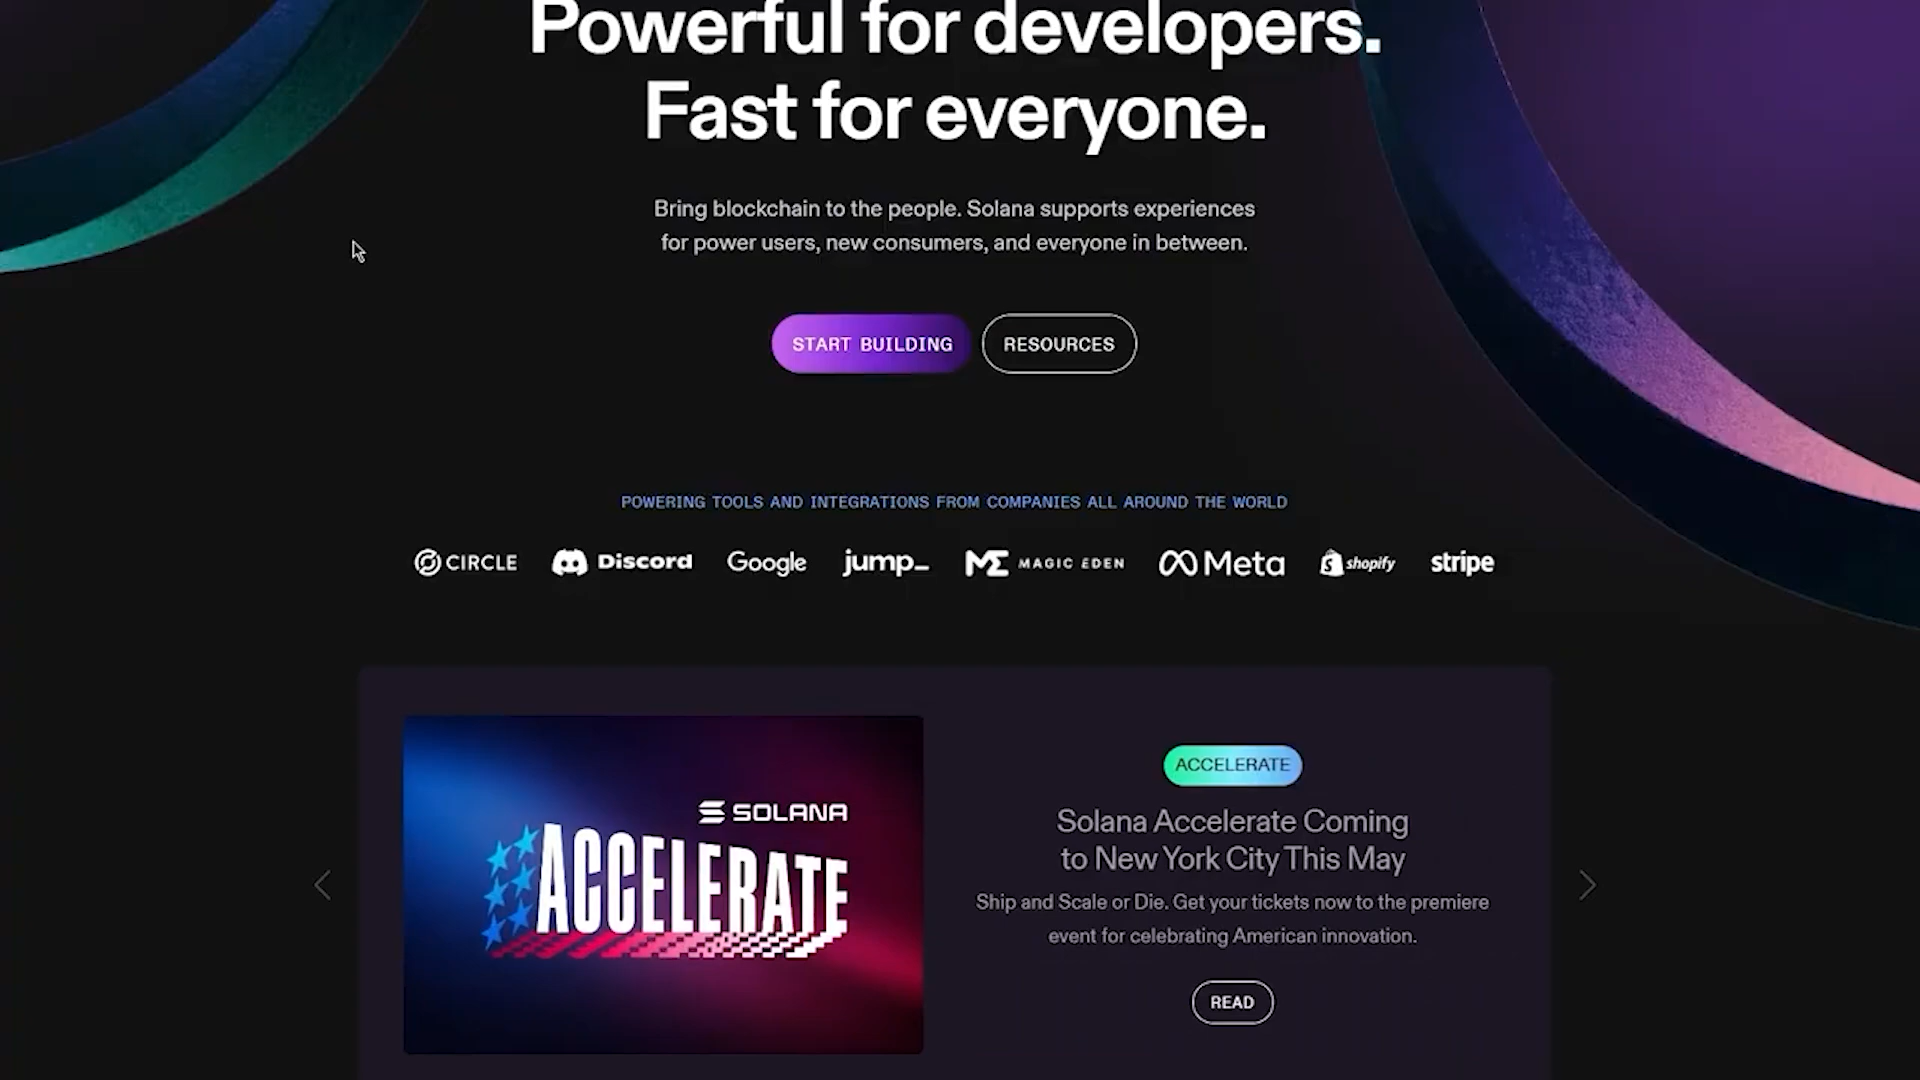 Powerful for developers.
Fast for everyone.
Bring blockchain to the people. Solana supports experiences
for power users, new consumers, and everyone in between.
START BUILDING
RESOURCES
POWERING TOOLS AND INTEGRATIONS FROM COMPANIES ALL AROUND THE WORLD
CIRCLE
Discord
Google
jump_
ME MAGIC EDEN
Meta
shopify
stripe
SOLANA
ACCELERATE
ACCELERATE
Solana Accelerate Coming
to New York City This May
Ship and Scale or Die. Get your tickets now to the premiere
event for celebrating American innovation.
READ